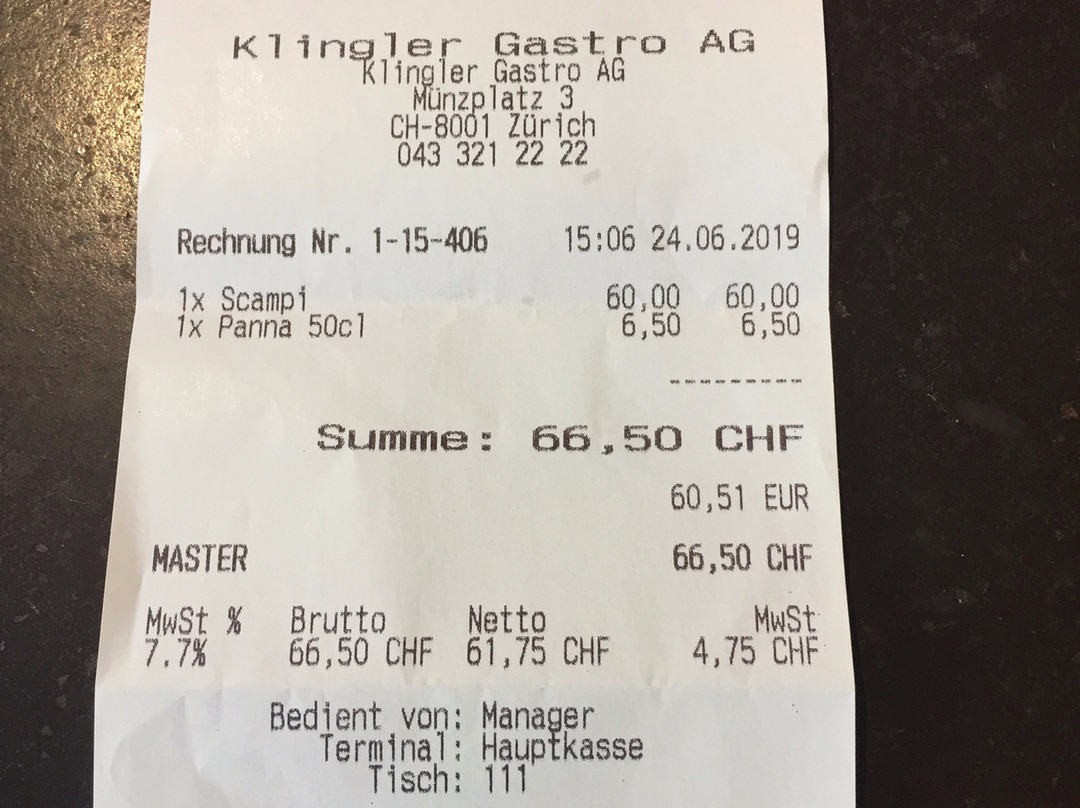 Klingler Gastro AG
Klingler Gastro AG
Münzplatz 3
CH-8001 Zürich
043 321 22 22
Rechnung Nr. 1-15-406 15:06 24.06.2019
1x Scampi 60,00 60,00
1x Panna 50cl 6,50 6,50
---------
Summe: 66,50 CHF
60,51 EUR
MASTER 66,50 CHF
MwSt % Brutto Netto MwSt
7.7% 66,50 CHF 61,75 CHF 4,75 CHF
Bedient von: Manager
Terminal: Hauptkasse
Tisch: 111